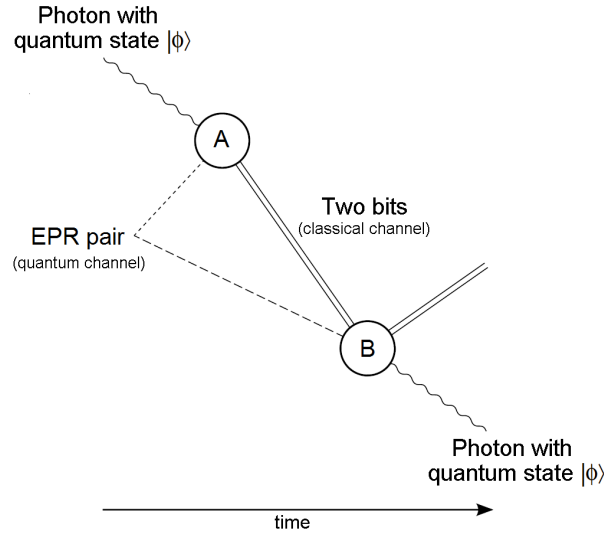 Photon with
quantum state |ϕ⟩
A
Two bits
(classical channel)
EPR pair
(quantum channel)
B
Photon with
quantum state |ϕ⟩
time